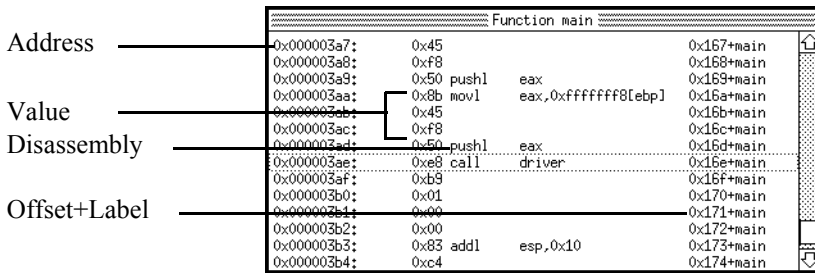 Function main
Address
0x000003a7: 0x45 0x167+main
0x000003a8: 0xf8 0x168+main
0x000003a9: 0x50 pushl eax 0x169+main
0x000003aa: 0x8b movl eax,0xfffffff8[ebp] 0x16a+main
Value
0x000003ab: 0x45 0x16b+main
0x000003ac: 0xf8 0x16c+main
Disassembly
0x000003ad: 0x50 pushl eax 0x16d+main
0x000003ae: 0xe8 call driver 0x16e+main
0x000003af: 0xb9 0x16f+main
0x000003b0: 0x01 0x170+main
Offset+Label
0x000003b1: 0x00 0x171+main
0x000003b2: 0x00 0x172+main
0x000003b3: 0x83 addl esp,0x10 0x173+main
0x000003b4: 0xc4 0x174+main